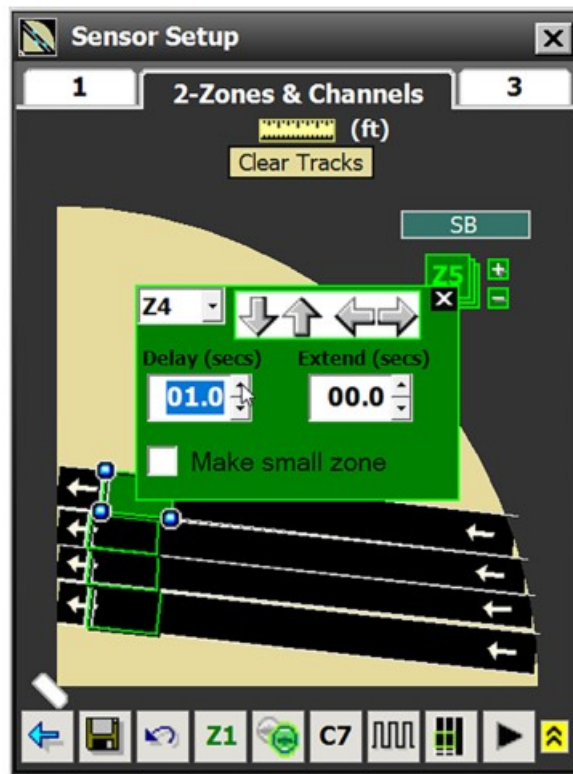 Sensor Setup
1
2-Zones & Channels
3
(ft)
Clear Tracks
SB
Z5
Z4
Delay (secs)
Extend (secs)
01.0
00.0
Make small zone
Z1
C7